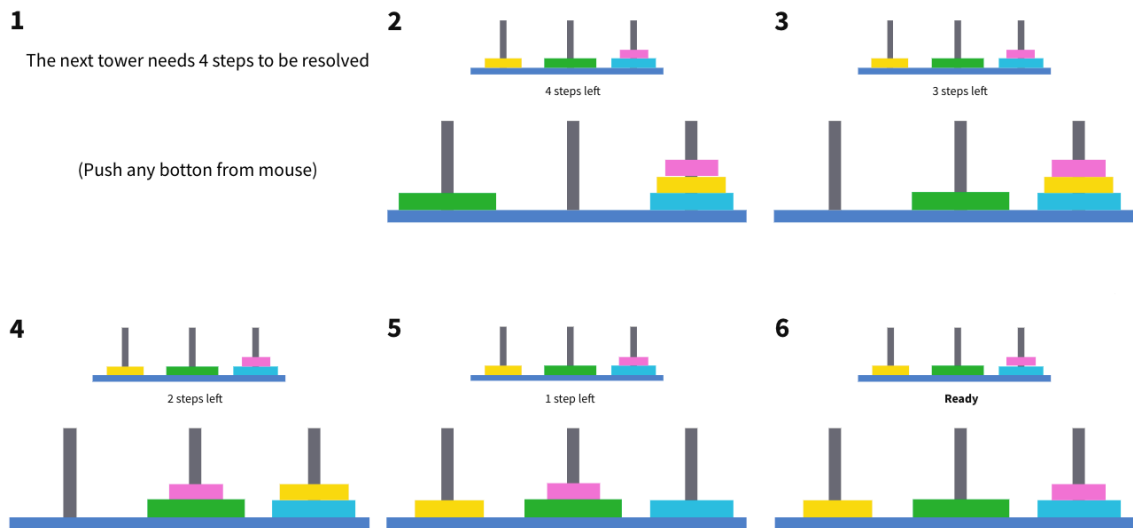 1
The next tower needs 4 steps to be resolved
(Push any botton from mouse)
2
4 steps left
3
3 steps left
4
2 steps left
5
1 step left
6
Ready